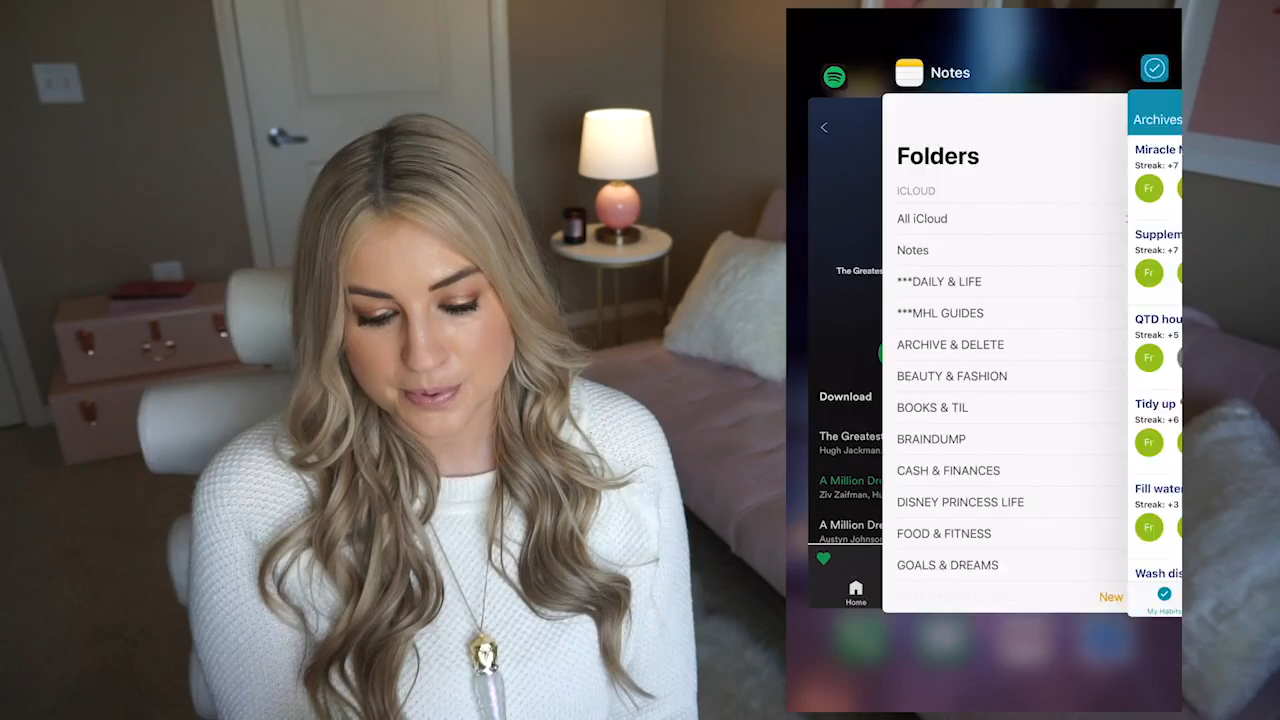 Notes
Folders
ICLOUD
All iCloud
Notes
***DAILY & LIFE
***MHL GUIDES
ARCHIVE & DELETE
BEAUTY & FASHION
BOOKS & TIL
BRAINDUMP
CASH & FINANCES
DISNEY PRINCESS LIFE
FOOD & FITNESS
GOALS & DREAMS
New
The Greates
Download
The Greatest
Hugh Jackman
A Million Dre
Ziv Zaifman, Hu
A Million Dre
Austyn Johnson
Home
Archives
Miracle
Streak: +7
Fr
Supplem
Streak: +7
Fr
QTD hou
Streak: +5
Fr
Tidy up
Streak: +6
Fr
Fill water
Streak: +3
Fr
Wash dis
My Habits